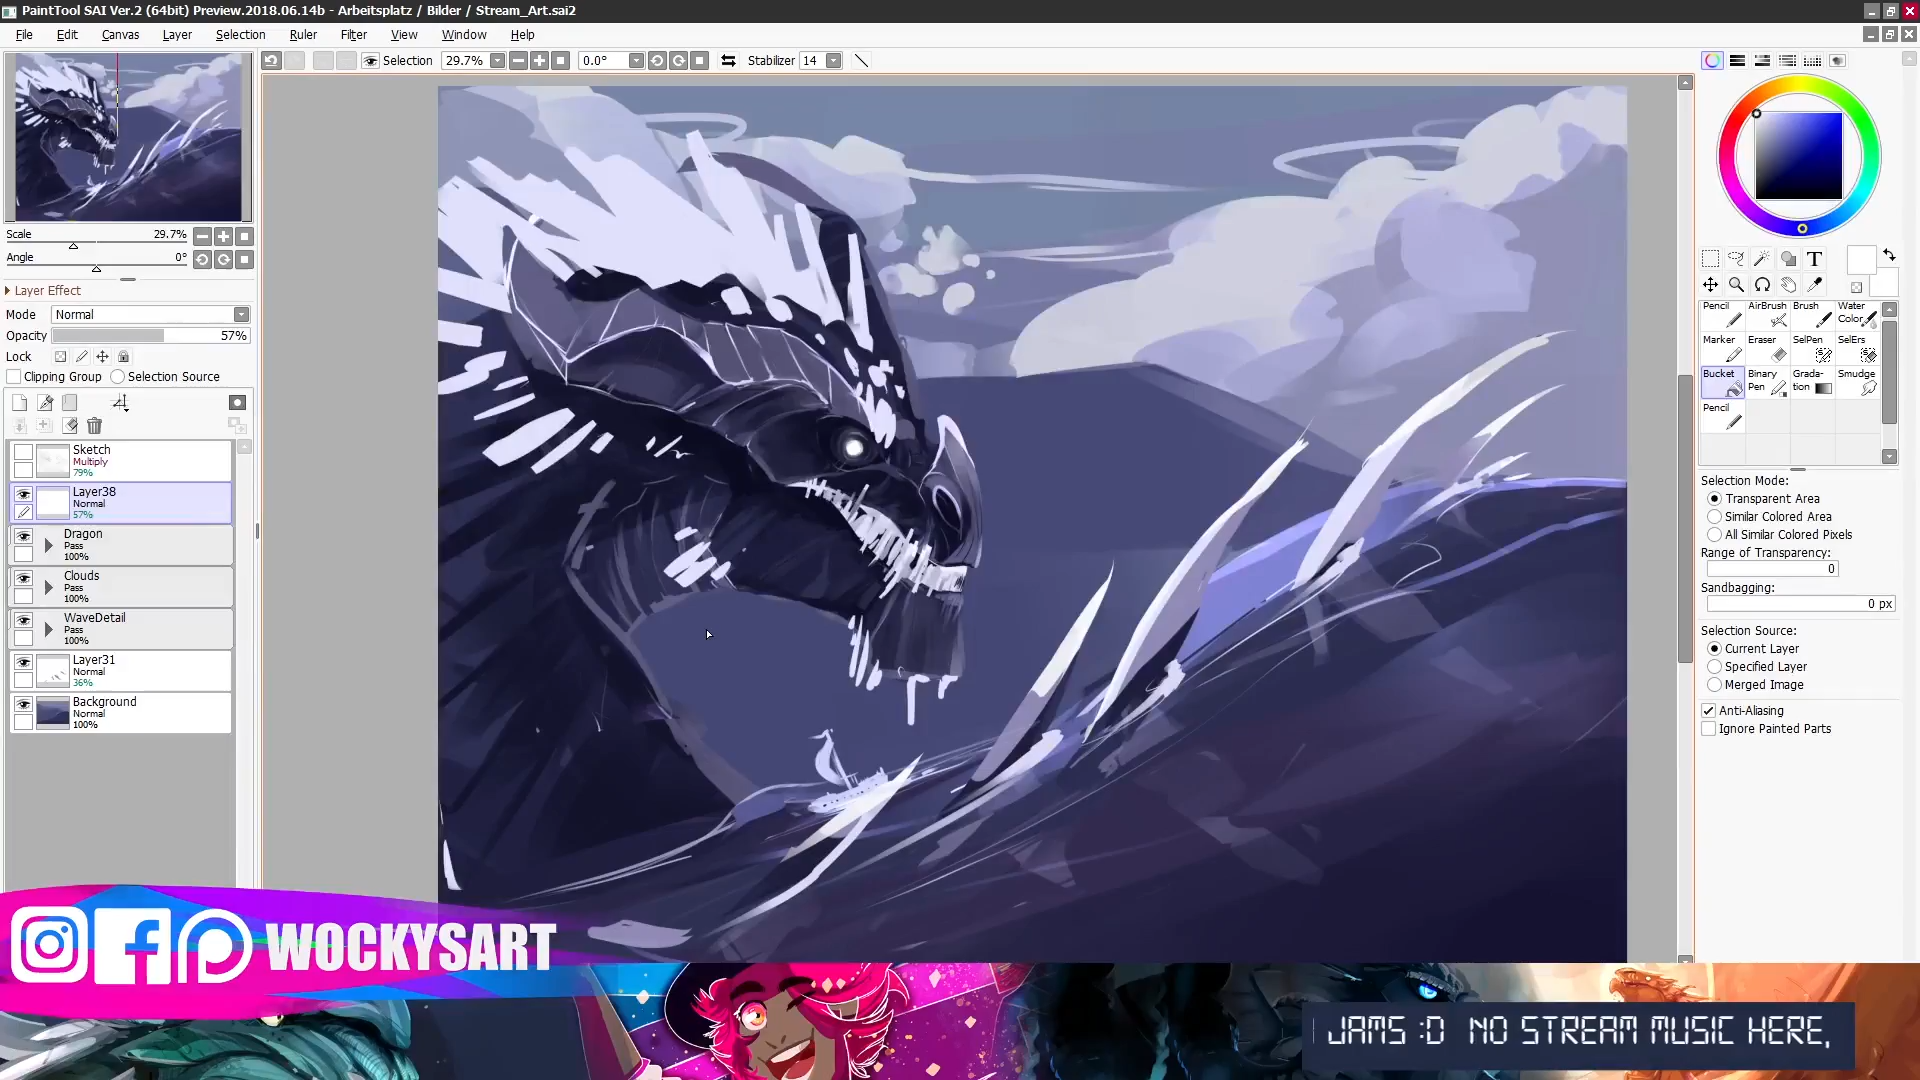 PaintTool SAI Ver.2 (64bit) Preview.2018.06.14b - Arbeitsplatz / Bilder / Stream_Art.sai2
File Edit Canvas Layer Selection Ruler Filter View Window Help
Selection 29.7% 0.0° Stabilizer 14
Scale 29.7%
Angle 0°
Layer Effect
Mode Normal
Opacity 57%
Lock
Clipping Group Selection Source
Sketch
Multiply
79%
Layer38
Normal
57%
Dragon
Pass
100%
Clouds
Pass
100%
WaveDetail
Pass
100%
Layer31
Normal
36%
Background
Normal
100%
T
Pencil AirBrush Brush Water Color
Marker Eraser SelPen SelErs
Bucket Binary Pen Grada-tion Smudge
Pencil
Selection Mode:
Transparent Area
Similar Colored Area
All Similar Colored Pixels
Range of Transparency:
0
Sandbagging:
0 px
Selection Source:
Current Layer
Specified Layer
Merged Image
Anti-Aliasing
Ignore Painted Parts
WOCKYSART
JAMS :D NO STREAM MUSIC HERE,